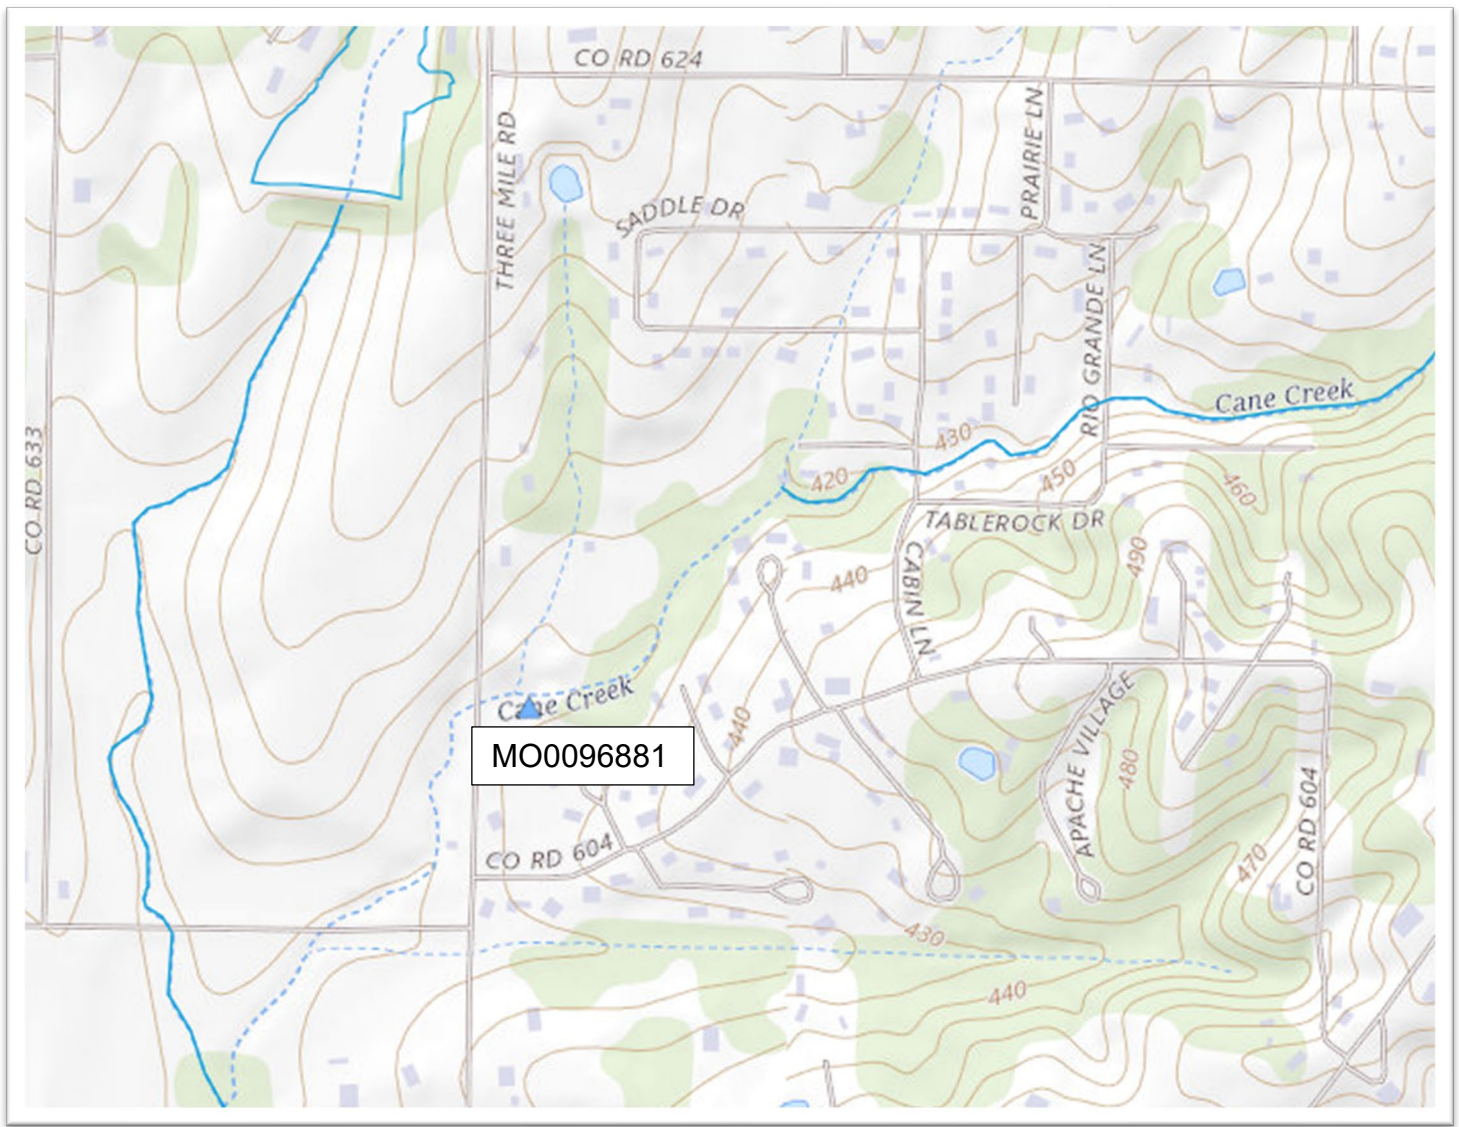 CO RD 624
PRAIRIE LN
THREE MILE RD
SADDLE DR
RIO GRANDE LN
Cane Creek
430
CO RD 633
420
450
460
TABLEROCK DR
490
CABIN LN
440
Cane Creek
APACHE VILLAGE
440
MO0096881
480
CO RD 604
CO RD 604
470
430
440